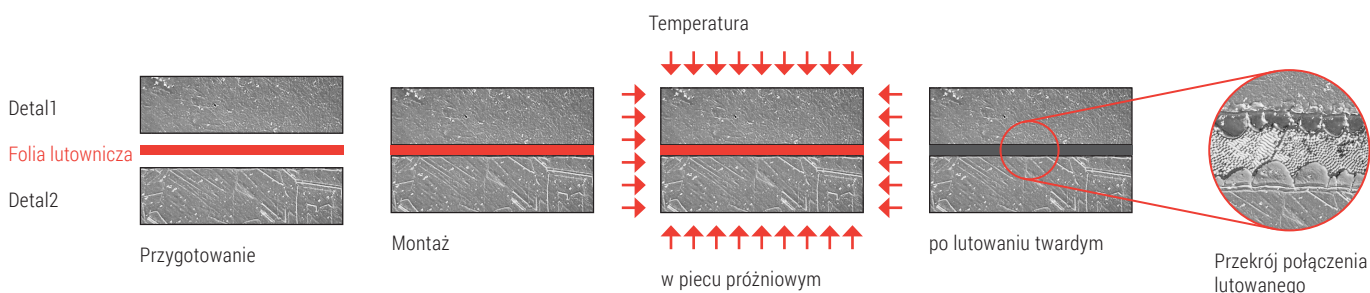 Temperatura
Detal1
Folia lutownicza
Detal2
Przygotowanie
Montaż
w piecu próżniowym
po lutowaniu twardym
Przekrój połączenia
lutowanego